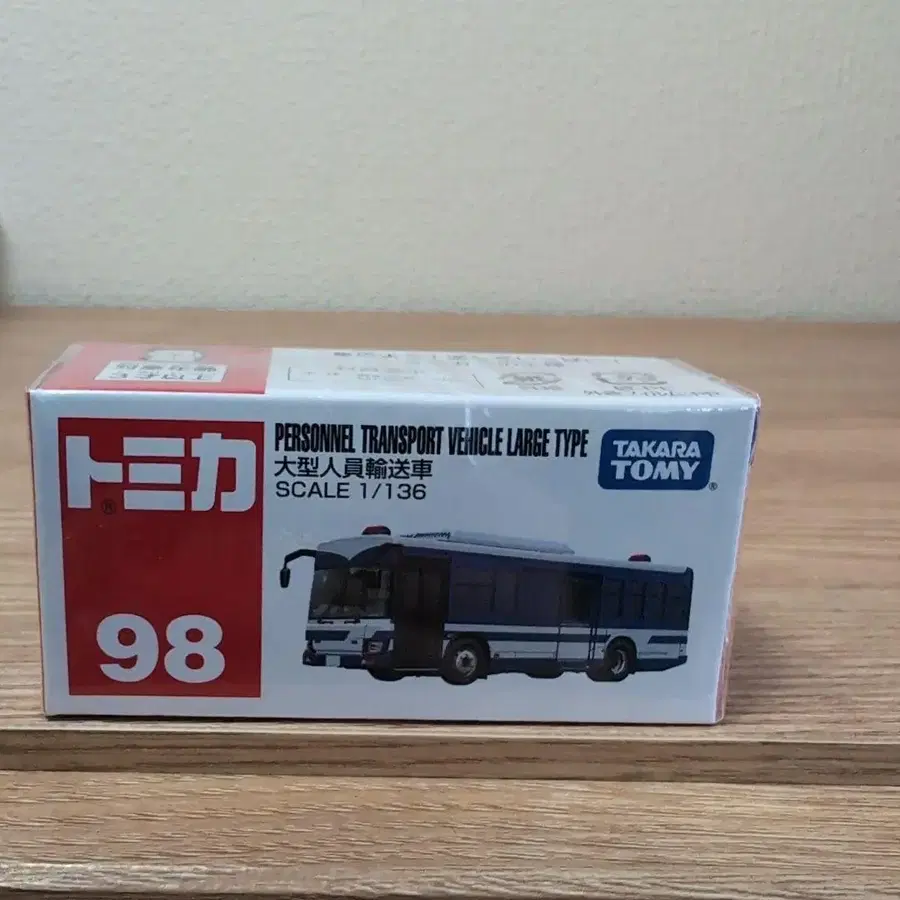 トミカ®
98
PERSONNEL TRANSPORT VEHICLE LARGE TYPE
大型人員輸送車
SCALE 1/136
TAKARA
TOMY®